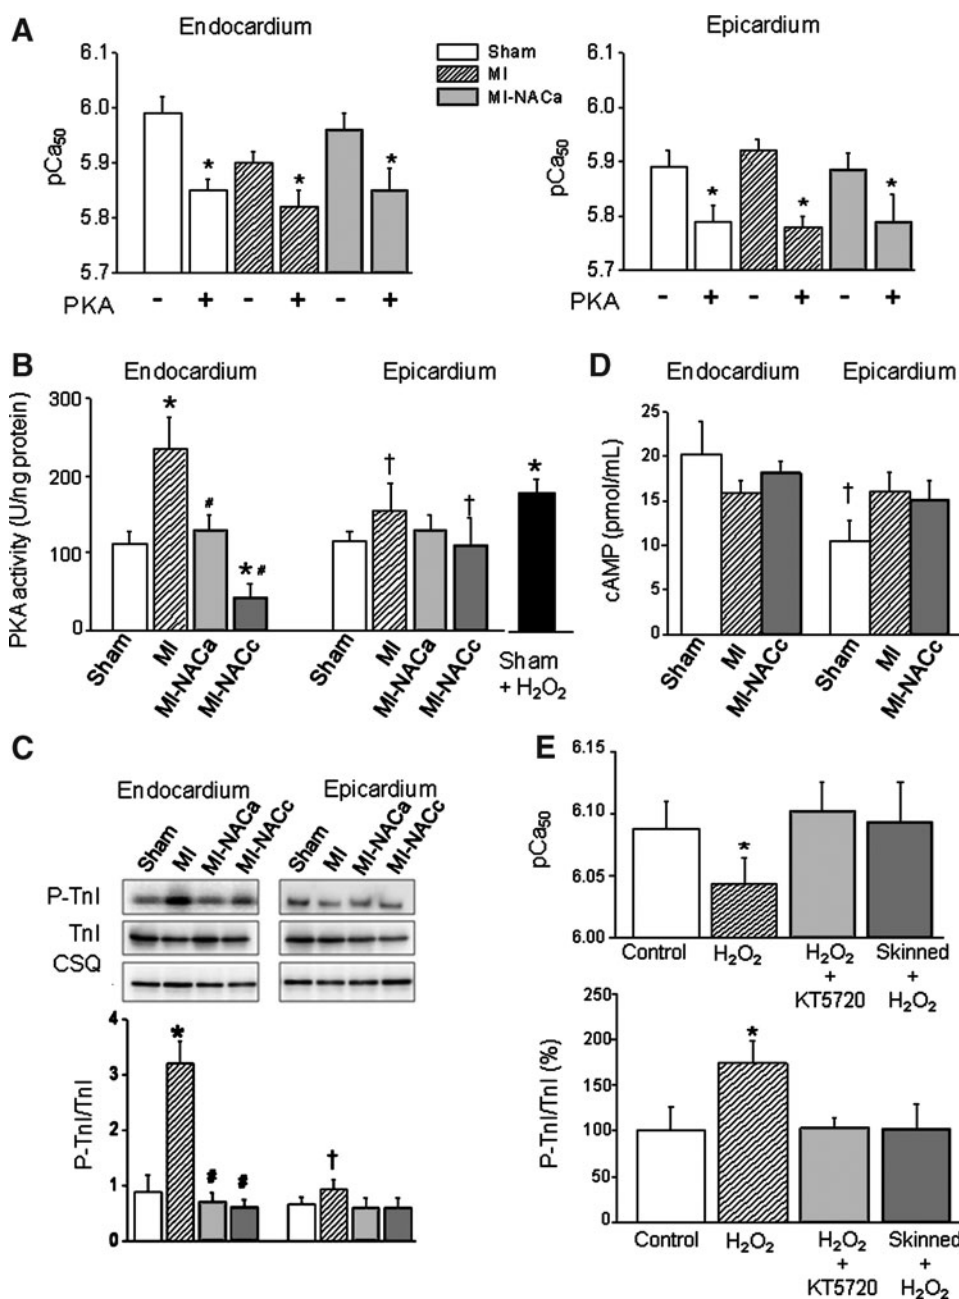 A
Endocardium
Epicardium
Sham
MI
MI-NACa
pCa₅₀
6.1
6.0
5.9
5.8
5.7
* * *
PKA - + - + - +
pCa₅₀
6.1
6.0
5.9
5.8
5.7
* * *
PKA - + - + - +
B
Endocardium
Epicardium
PKA activity (U/ng protein)
300
200
100
0
*
#
*#
†
†
*
Sham
MI
MI-NACa
MI-NACc
Sham
MI
MI-NACa
MI-NACc
Sham
+ H₂O₂
D
Endocardium
Epicardium
cAMP (pmol/mL)
25
20
15
10
5
0
†
Sham
MI
MI-NACc
Sham
MI
MI-NACc
C
Endocardium
Epicardium
Sham
MI
MI-NACa
MI-NACc
Sham
MI
MI-NACa
MI-NACc
P-TnI
TnI
CSQ
P-TnI/TnI
4
3
2
1
0
*
#
#
†
E
pCa₅₀
6.15
6.10
6.05
6.00
*
Control
H₂O₂
H₂O₂
+
KT5720
Skinned
+
H₂O₂
P-TnI/TnI (%)
250
200
150
100
50
0
*
Control
H₂O₂
H₂O₂
+
KT5720
Skinned
+
H₂O₂